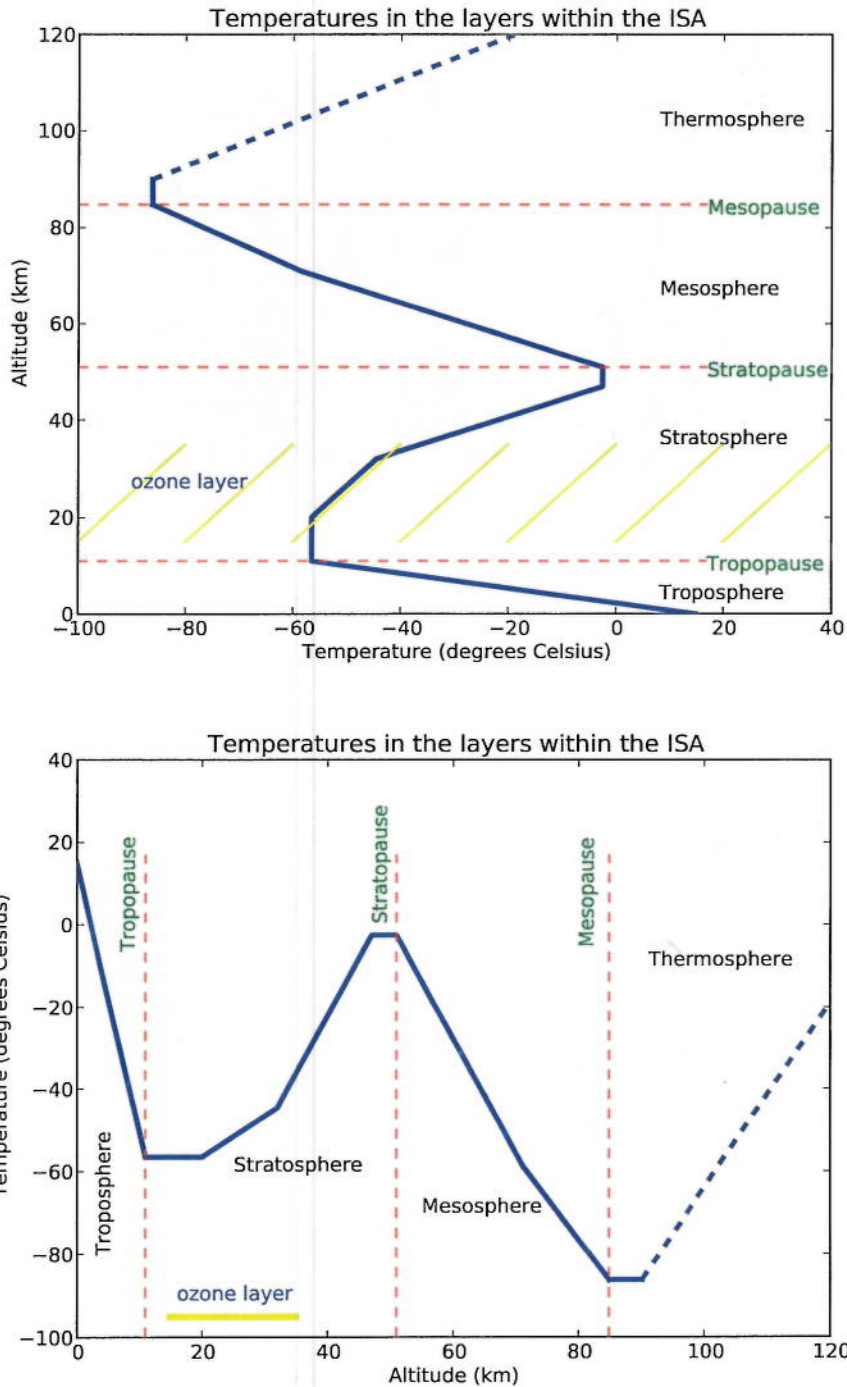 Temperatures in the layers within the ISA
120
100
80
60
40
20
0
Altitude (km)
Thermosphere
Mesopause
Mesosphere
Stratopause
Stratosphere
ozone layer
Tropopause
Troposphere
−100
−80
−60
−40
−20
0
20
40
Temperature (degrees Celsius)
Temperatures in the layers within the ISA
40
20
0
−20
−40
−60
−80
−100
Temperature (degrees Celsius)
Troposphere
Tropopause
Stratosphere
ozone layer
Stratopause
Mesosphere
Mesopause
Thermosphere
0
20
40
60
80
100
120
Altitude (km)